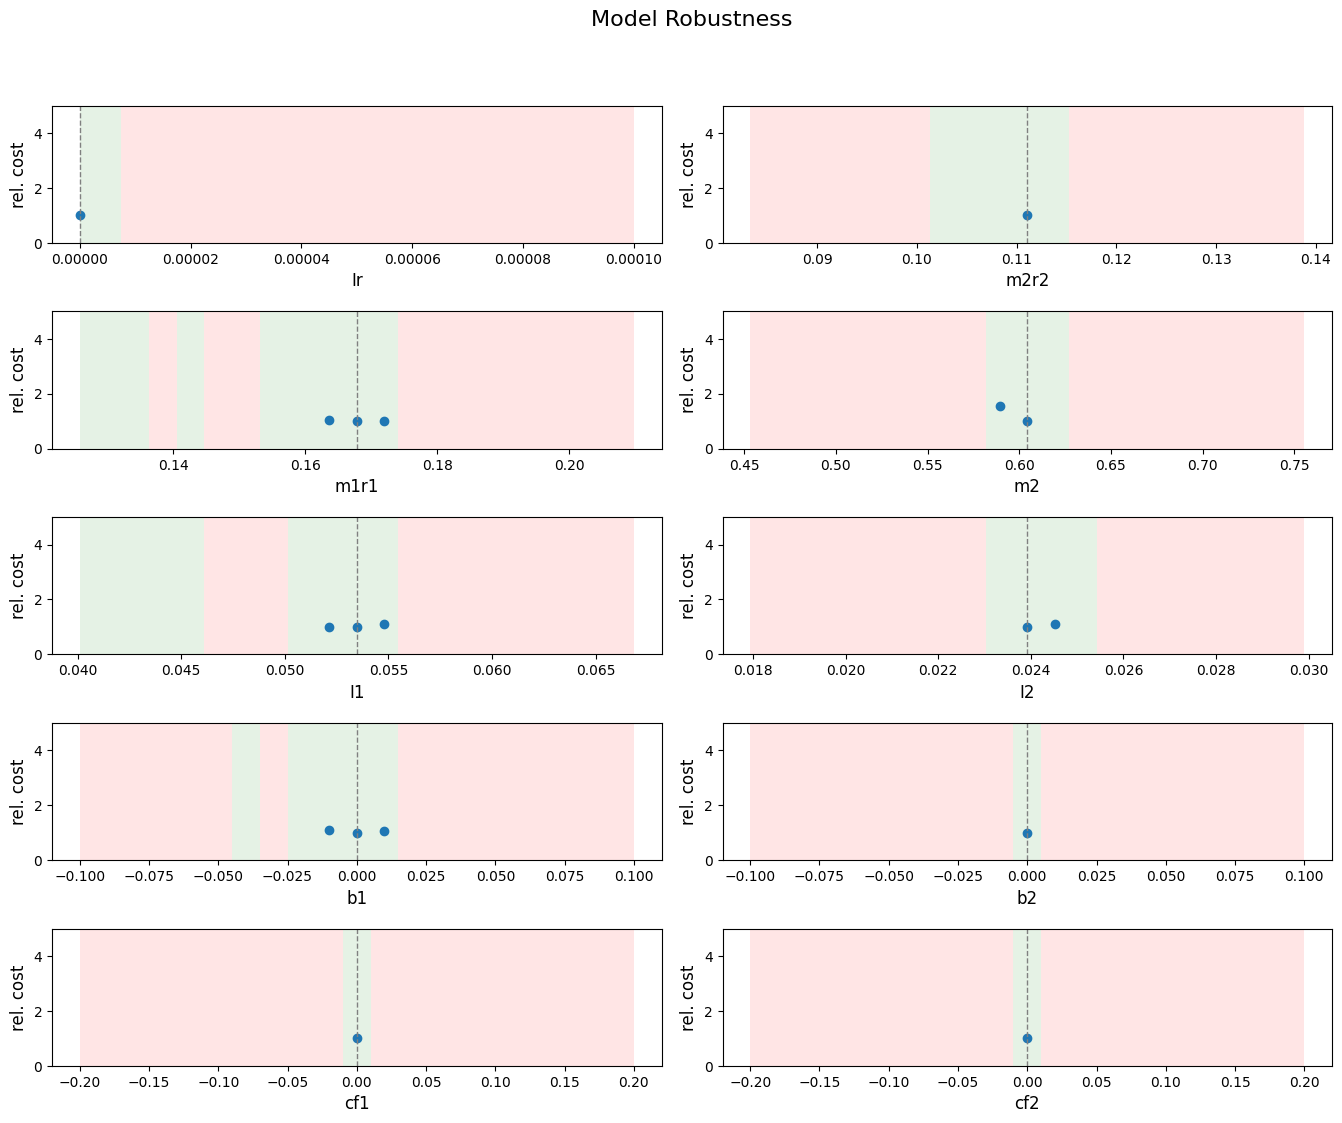 Model Robustness
rel. cost
4
2
0
0.00000 0.00002 0.00004 0.00006 0.00008 0.00010
Ir
rel. cost
4
2
0
0.09 0.10 0.11 0.12 0.13 0.14
m2r2
rel. cost
4
2
0
0.14 0.16 0.18 0.20
m1r1
rel. cost
4
2
0
0.45 0.50 0.55 0.60 0.65 0.70 0.75
m2
rel. cost
4
2
0
0.040 0.045 0.050 0.055 0.060 0.065
I1
rel. cost
4
2
0
0.018 0.020 0.022 0.024 0.026 0.028 0.030
I2
rel. cost
4
2
0
−0.100 −0.075 −0.050 −0.025 0.000 0.025 0.050 0.075 0.100
b1
rel. cost
4
2
0
−0.100 −0.075 −0.050 −0.025 0.000 0.025 0.050 0.075 0.100
b2
rel. cost
4
2
0
−0.20 −0.15 −0.10 −0.05 0.00 0.05 0.10 0.15 0.20
cf1
rel. cost
4
2
0
−0.20 −0.15 −0.10 −0.05 0.00 0.05 0.10 0.15 0.20
cf2